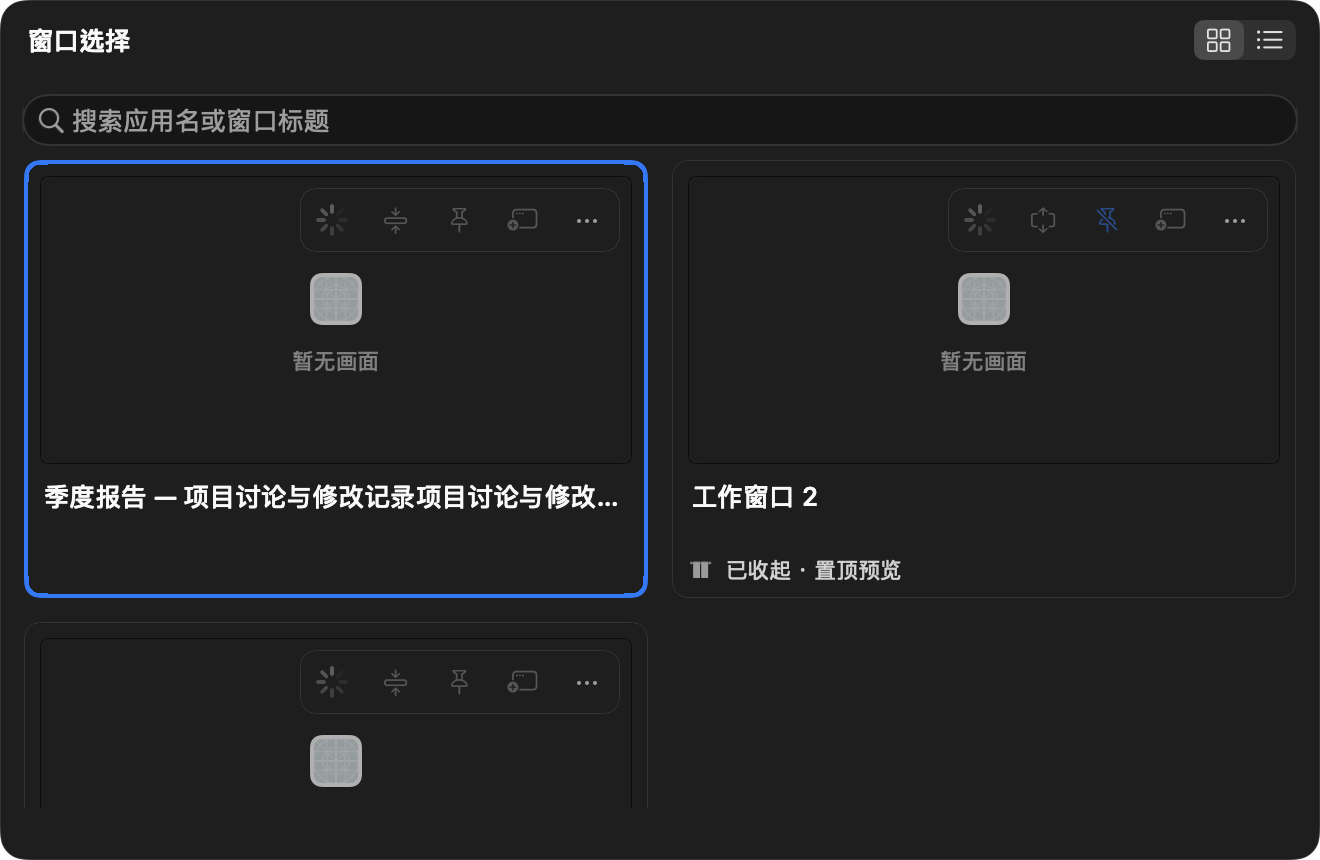 窗口选择
搜索应用名或窗口标题
暂无画面
暂无画面
季度报告 — 项目讨论与修改记录项目讨论与修改...
工作窗口 2
已收起 · 置顶预览